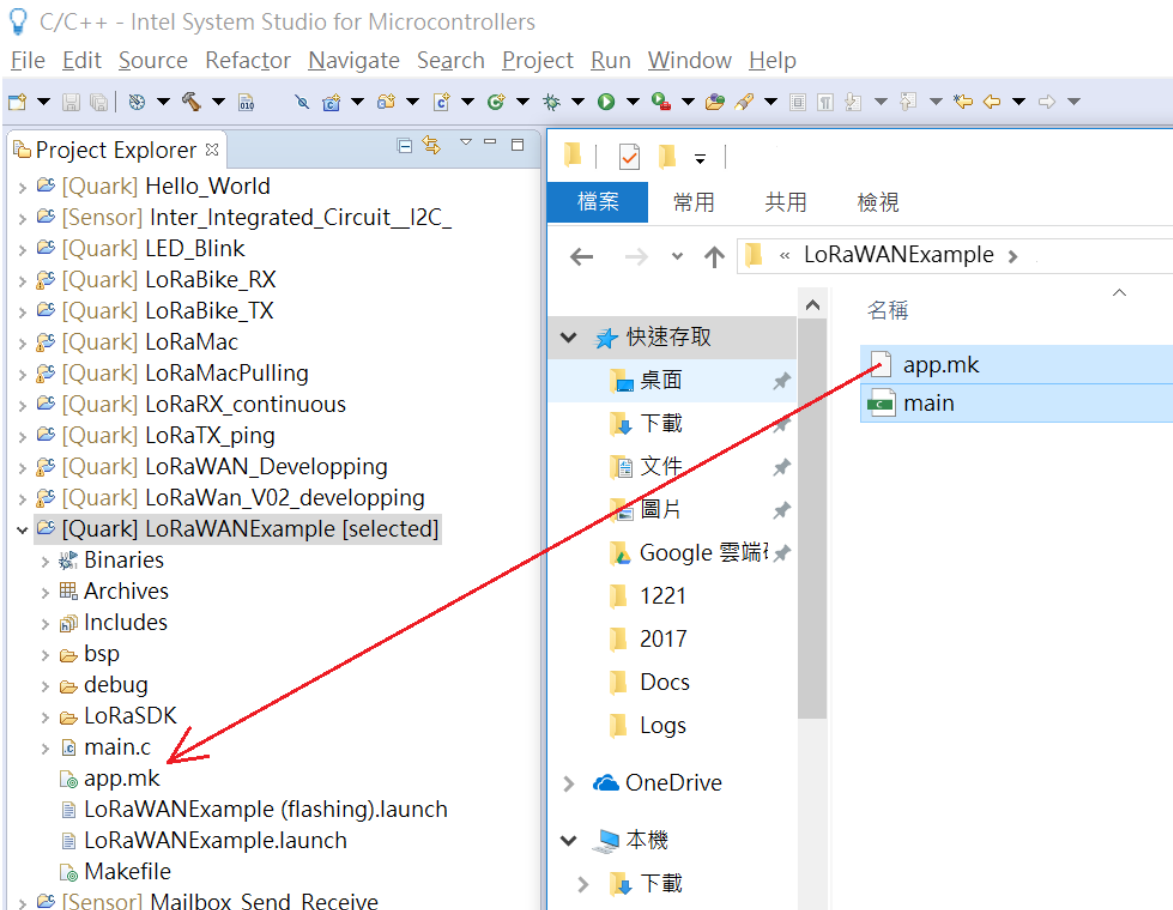 C/C++ - Intel System Studio for Microcontrollers
File Edit Source Refactor Navigate Search Project Run Window Help
Project Explorer
[Quark] Hello_World
[Sensor] Inter_Integrated_Circuit__I2C_
[Quark] LED_Blink
[Quark] LoRaBike_RX
[Quark] LoRaBike_TX
[Quark] LoRaMac
[Quark] LoRaMacPulling
[Quark] LoRaRX_continuous
[Quark] LoRaTX_ping
[Quark] LoRaWAN_Developping
[Quark] LoRaWan_V02_developping
[Quark] LoRaWANExample [selected]
Binaries
Archives
Includes
bsp
debug
LoRaSDK
main.c
app.mk
LoRaWANExample (flashing).launch
LoRaWANExample.launch
Makefile
[Sensor] Mailbox_Send_Receive
檔案 常用 共用 檢視
« LoRaWANExample
名稱
app.mk
main
快速存取
桌面
下載
文件
圖片
Google 雲端
1221
2017
Docs
Logs
OneDrive
本機
下載